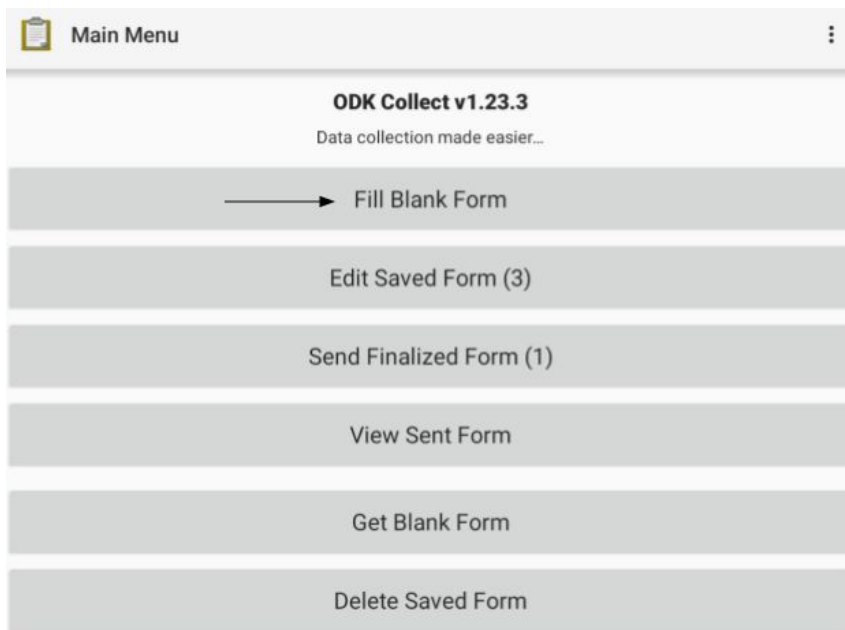 Main Menu
ODK Collect v1.23.3
Data collection made easier...
Fill Blank Form
Edit Saved Form (3)
Send Finalized Form (1)
View Sent Form
Get Blank Form
Delete Saved Form